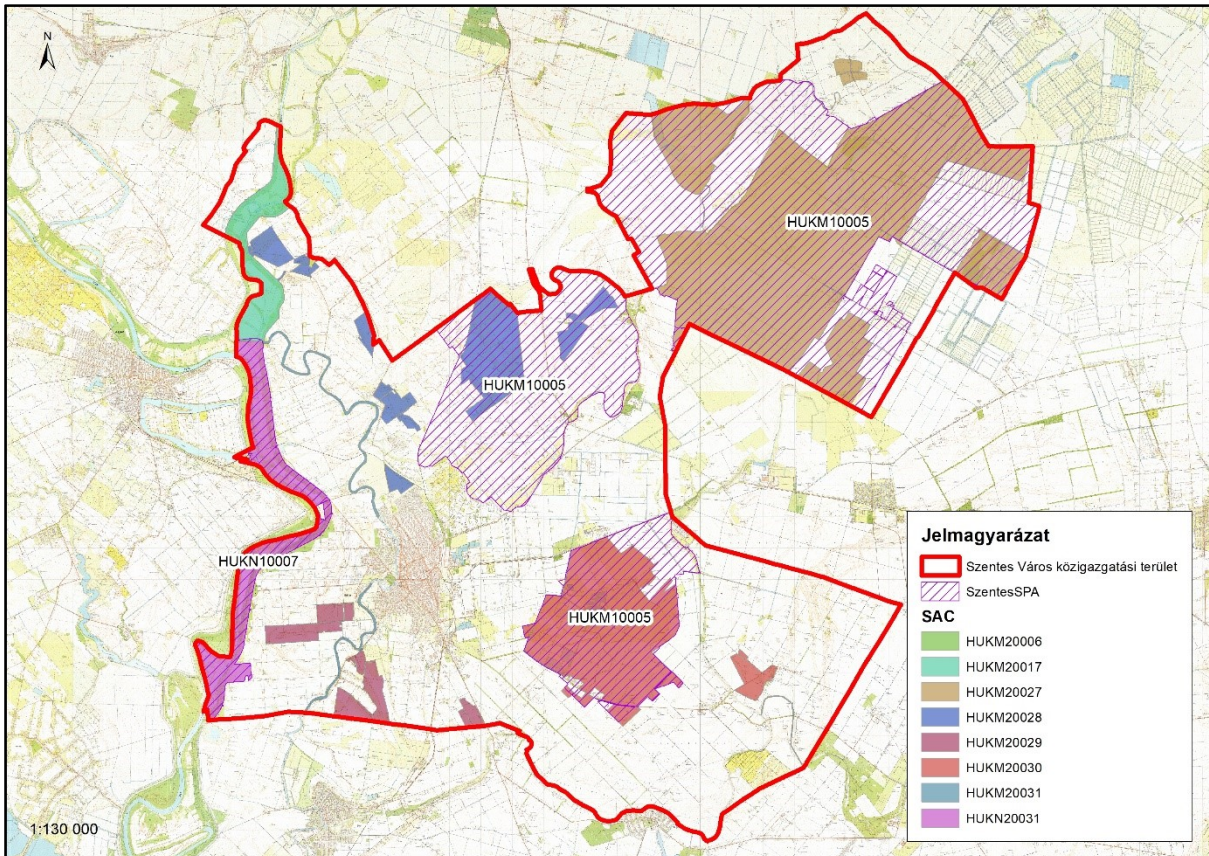 N
HUKM10005
HUKM10005
HUKN10007
HUKM10005
Jelmagyarázat
Szentes Város közigazgatási terület
SzentesSPA
SAC
HUKM20006
HUKM20017
HUKM20027
HUKM20028
HUKM20029
HUKM20030
HUKM20031
HUKN20031
1:130 000